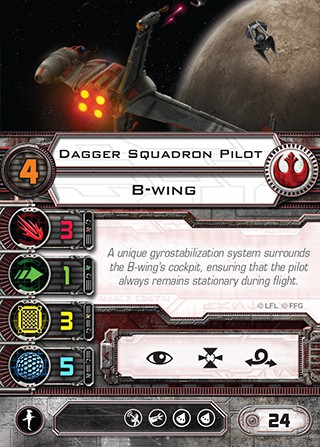 Dagger Squadron Pilot
4
B-wing
3
1
3
5
A unique gyrostabilization system surrounds
the B-wing's cockpit, ensuring that the pilot
always remains stationary during flight.
© LFL © FFG
24